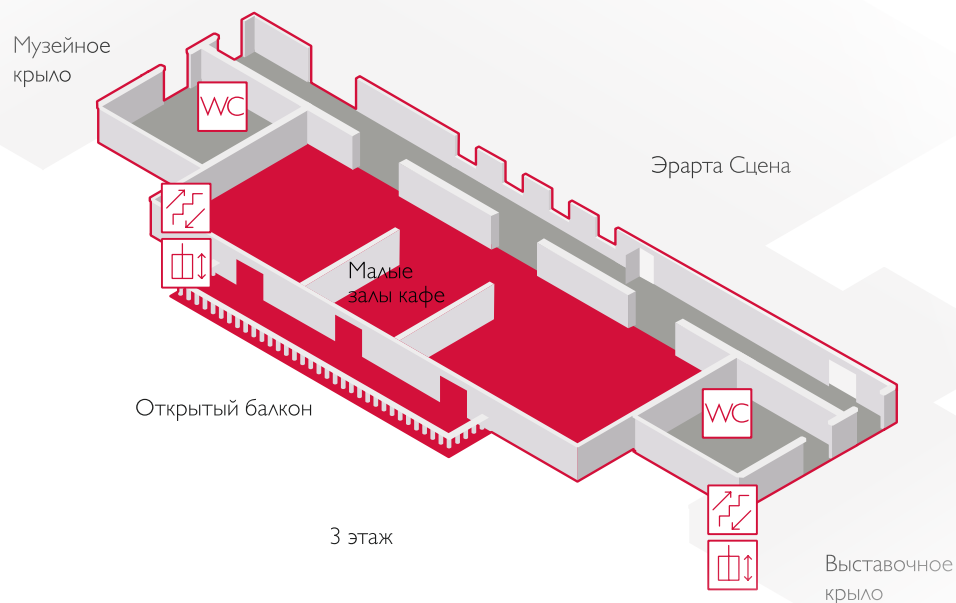 Музейное
крыло
WC
Эрарта Сцена
Малые
залы кафе
Открытый балкон
WC
3 этаж
Выставочное
крыло